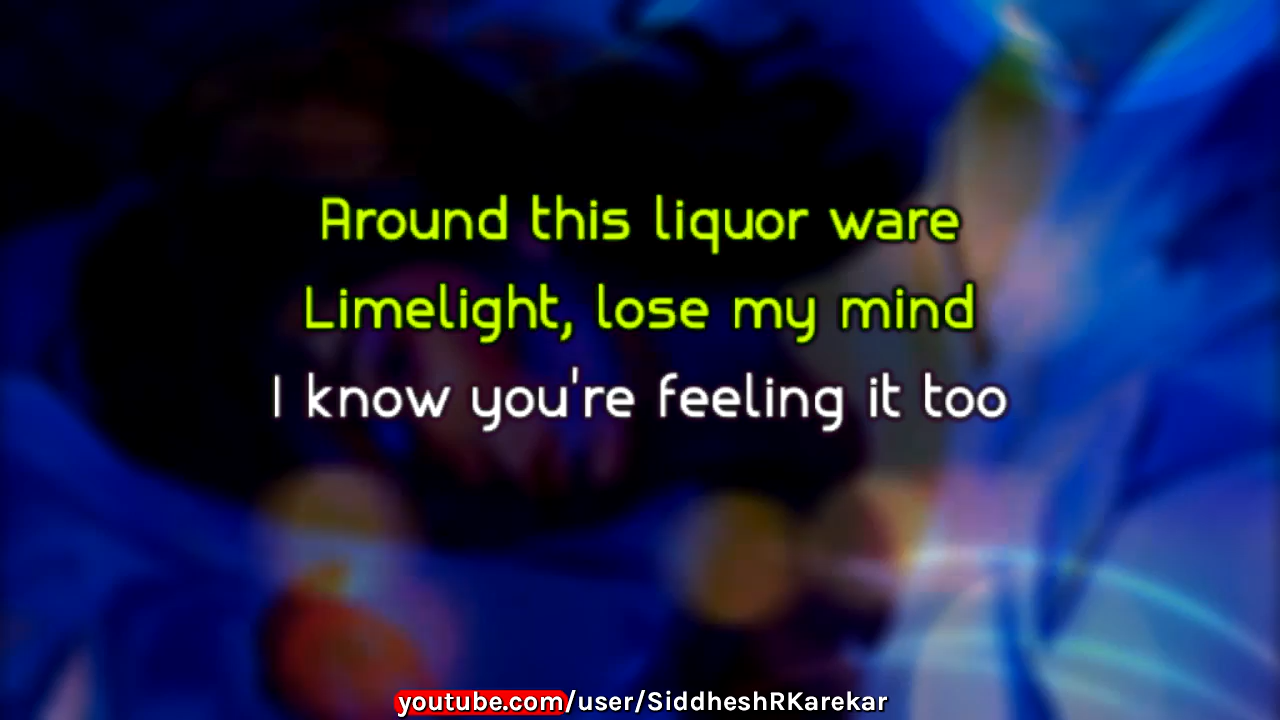 Around this liquor ware
Limelight, lose my mind
I know you're feeling it too
youtube.com/user/SiddheshRKarekar